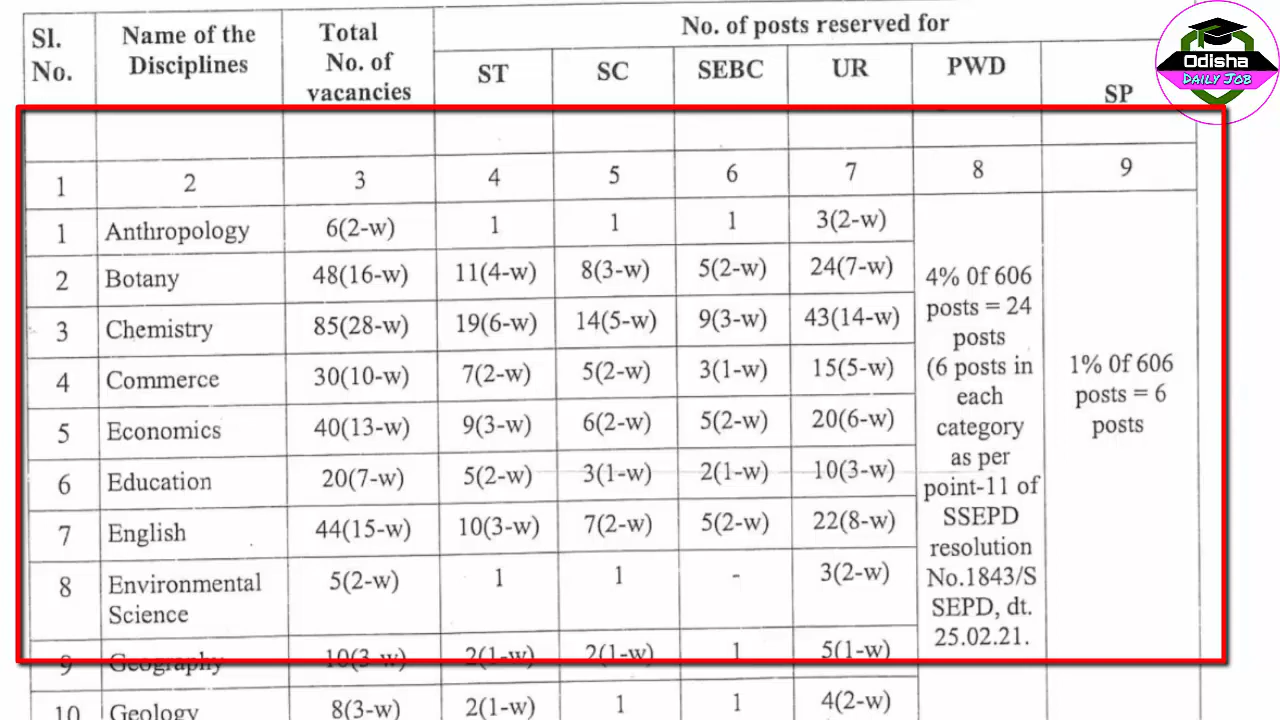 Sl. No.
Name of the Disciplines
Total No. of vacancies
No. of posts reserved for
ST SC SEBC UR PWD SP
Odisha
DAILY JOB
1 2 3 4 5 6 7 8 9
1 Anthropology 6(2-w) 1 1 1 3(2-w)
2 Botany 48(16-w) 11(4-w) 8(3-w) 5(2-w) 24(7-w)
3 Chemistry 85(28-w) 19(6-w) 14(5-w) 9(3-w) 43(14-w)
4 Commerce 30(10-w) 7(2-w) 5(2-w) 3(1-w) 15(5-w)
5 Economics 40(13-w) 9(3-w) 6(2-w) 5(2-w) 20(6-w)
6 Education 20(7-w) 5(2-w) 3(1-w) 2(1-w) 10(3-w)
7 English 44(15-w) 10(3-w) 7(2-w) 5(2-w) 22(8-w)
8 Environmental Science 5(2-w) 1 1 - 3(2-w)
9 Geography 10(3-w) 2(1-w) 2(1-w) 1 5(1-w)
10 Geology 8(3-w) 2(1-w) 1 1 4(2-w)
4% 0f 606
posts = 24
posts
(6 posts in
each
category
as per
point-11 of
SSEPD
resolution
No.1843/S
SEPD, dt.
25.02.21.
1% 0f 606
posts = 6
posts